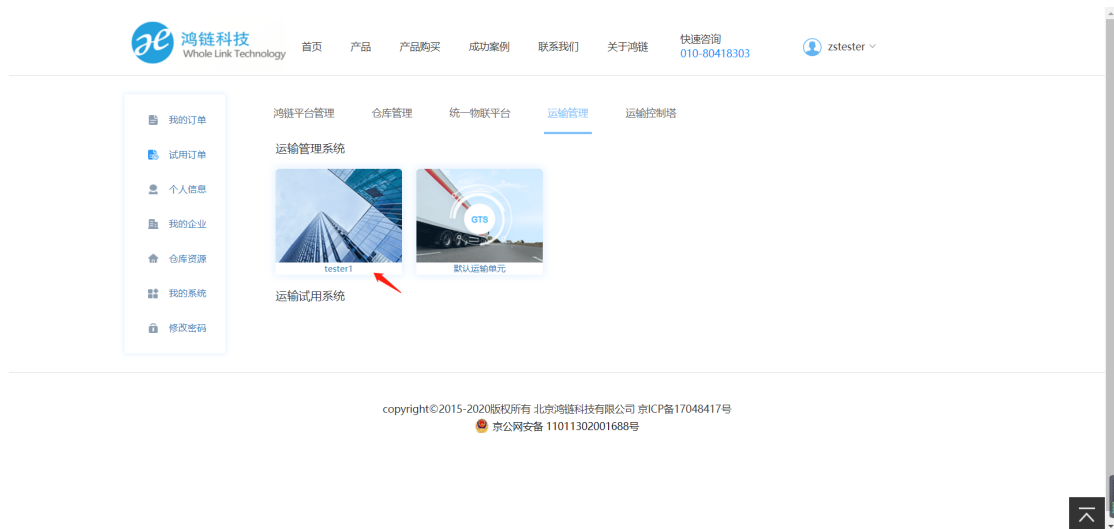 鸿链科技
Whole Link Technology
首页 产品 产品购买 成功案例 联系我们 关于鸿链
快速咨询
010-80418303
zstester
我的订单
试用订单
个人信息
我的企业
仓库资源
我的系统
修改密码
鸿链平台管理 仓库管理 统一物联平台 运输管理 运输控制塔
运输管理系统
GTS
tester1 默认运输单元
运输试用系统
copyright©2015-2020版权所有 北京鸿链科技有限公司 京ICP备17048417号
京公网安备 11011302001688号